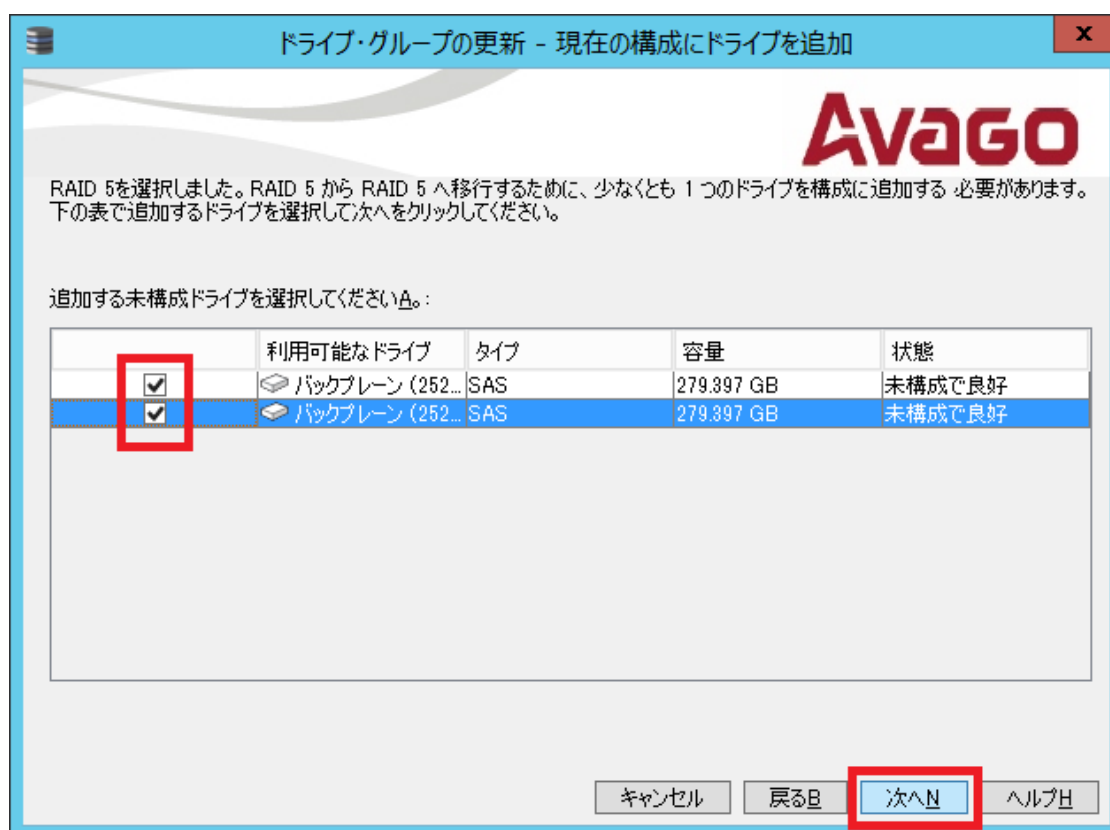 ドライブ・グループの更新 - 現在の構成にドライブを追加
x
AVAGO
RAID 5を選択しました。RAID 5 から RAID 5 へ移行するために、少なくとも 1 つのドライブを構成に追加する 必要があります。
下の表で追加するドライブを選択して次へをクリックしてください。
追加する未構成ドライブを選択してくださいA。:
利用可能なドライブ タイプ 容量 状態
バックプレーン (252... SAS 279.397 GB 未構成で良好
バックプレーン (252... SAS 279.397 GB 未構成で良好
キャンセル 戻るB 次へN ヘルプH